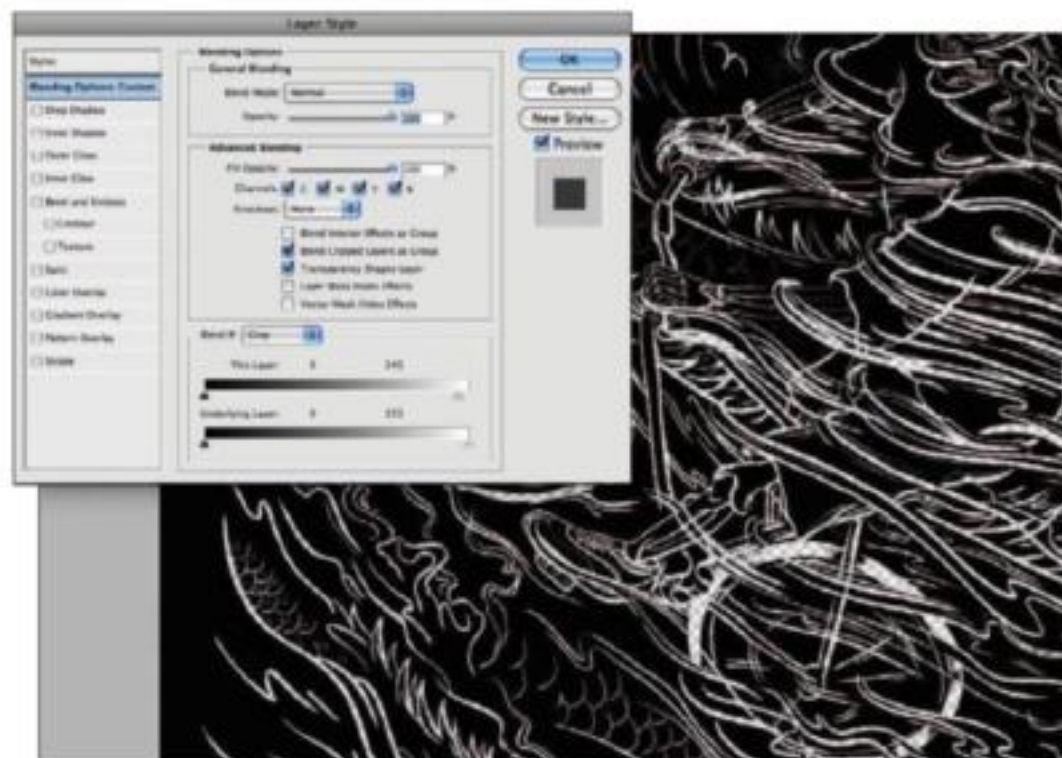 Layer Style
Styles
Blending Options: Custom
Drop Shadow
Inner Shadow
Outer Glow
Inner Glow
Bevel and Emboss
Contour
Texture
Satin
Color Overlay
Gradient Overlay
Pattern Overlay
Stroke
Blending Options
General Blending
Blend Mode: Normal
Opacity: 100 %
Advanced Blending
Fill Opacity: 100 %
Channels: C M Y K
Knockout: None
Blend Interior Effects as Group
Blend Clipped Layers as Group
Transparency Shapes Layer
Layer Mask Hides Effects
Vector Mask Hides Effects
Blend If: Gray
This Layer: 0 245
Underlying Layer: 0 255
OK
Cancel
New Style...
Preview